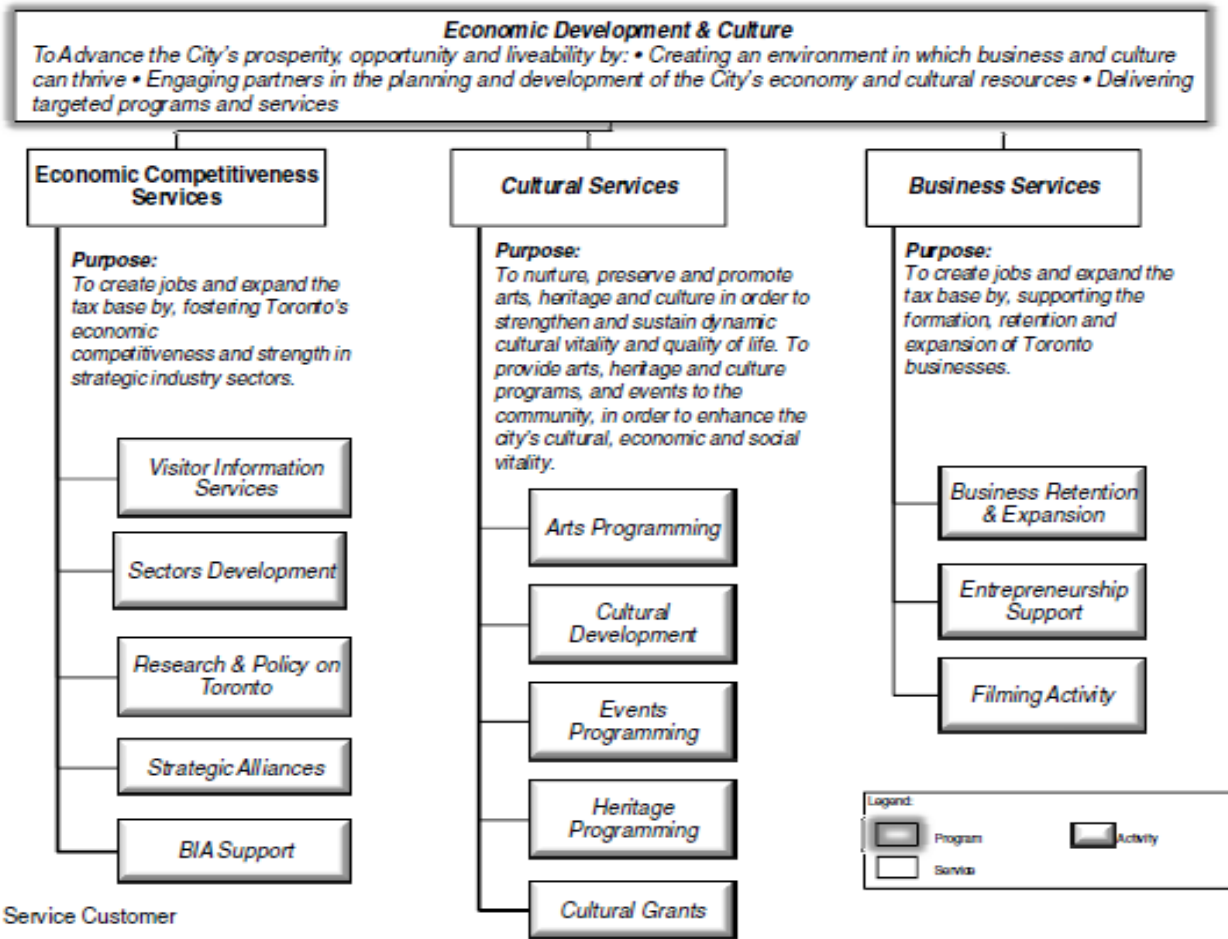 Economic Development & Culture
To Advance the City's prosperity, opportunity and liveability by: • Creating an environment in which business and culture
can thrive • Engaging partners in the planning and development of the City's economy and cultural resources • Delivering
targeted programs and services
Economic Competitiveness
Services
Purpose:
To create jobs and expand the
tax base by, fostering Toronto's
economic
competitiveness and strength in
strategic industry sectors.
Visitor Information
Services
Sectors Development
Research & Policy on
Toronto
Strategic Alliances
BIA Support
Cultural Services
Purpose:
To nurture, preserve and promote
arts, heritage and culture in order to
strengthen and sustain dynamic
cultural vitality and quality of life. To
provide arts, heritage and culture
programs, and events to the
community, in order to enhance the
city's cultural, economic and social
vitality.
Arts Programming
Cultural
Development
Events
Programming
Heritage
Programming
Cultural Grants
Business Services
Purpose:
To create jobs and expand the
tax base by, supporting the
formation, retention and
expansion of Toronto
businesses.
Business Retention
& Expansion
Entrepreneurship
Support
Filming Activity
Legend:
Program
Activity
Service
Service Customer